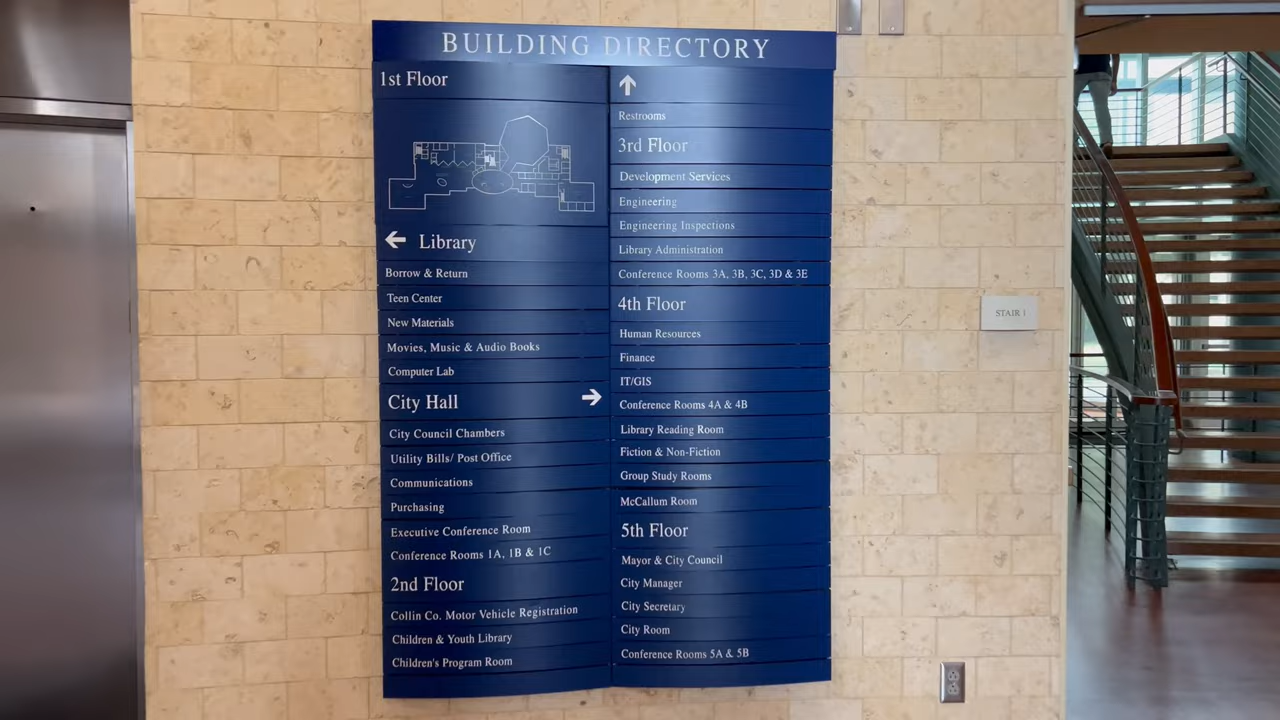 BUILDING DIRECTORY
1st Floor
Library
Borrow & Return
Teen Center
New Materials
Movies, Music & Audio Books
Computer Lab
City Hall
City Council Chambers
Utility Bills/ Post Office
Communications
Purchasing
Executive Conference Room
Conference Rooms 1A, 1B & 1C
2nd Floor
Collin Co. Motor Vehicle Registration
Children & Youth Library
Children's Program Room
Restrooms
3rd Floor
Development Services
Engineering
Engineering Inspections
Library Administration
Conference Rooms 3A, 3B, 3C, 3D & 3E
4th Floor
Human Resources
Finance
IT/GIS
Conference Rooms 4A & 4B
Library Reading Room
Fiction & Non-Fiction
Group Study Rooms
McCallum Room
5th Floor
Mayor & City Council
City Manager
City Secretary
City Room
Conference Rooms 5A & 5B
STAIR 1